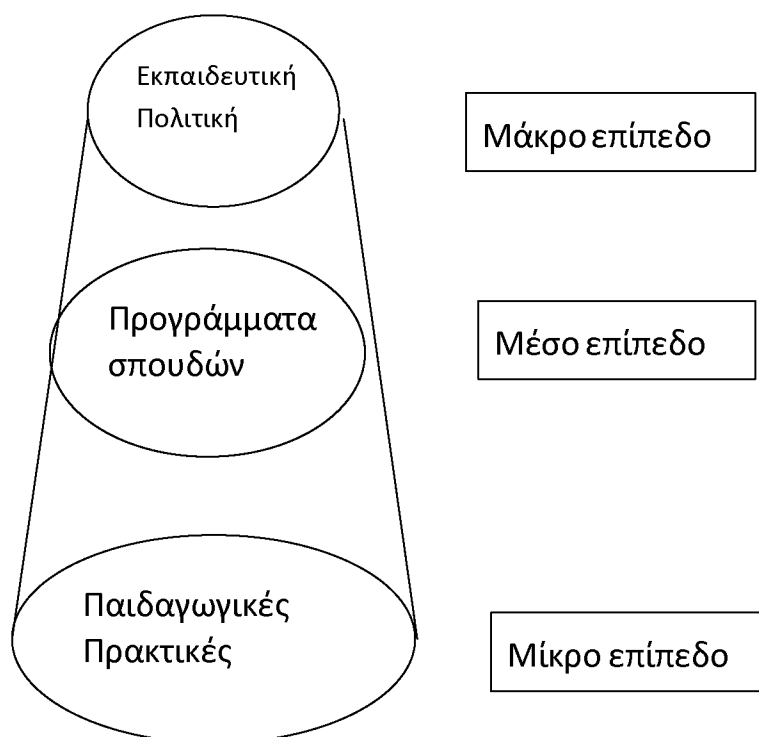 Εκπαιδευτική
Πολιτική
Μάκρο επίπεδο
Προγράμματα
σπουδών
Μέσο επίπεδο
Παιδαγωγικές
Πρακτικές
Μίκρο επίπεδο